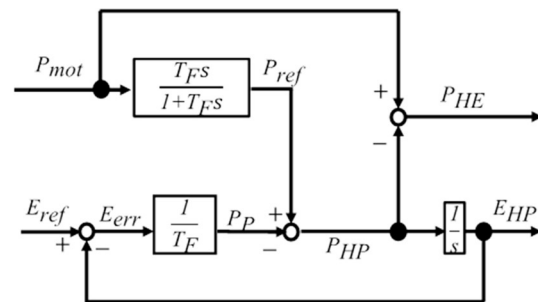 P_mot
T_F s
1+T_F s
P_ref
+
P_HE
−
E_ref
E_err
1
T_F
P_P
+
1
s
E_HP
+
−
−
P_HP